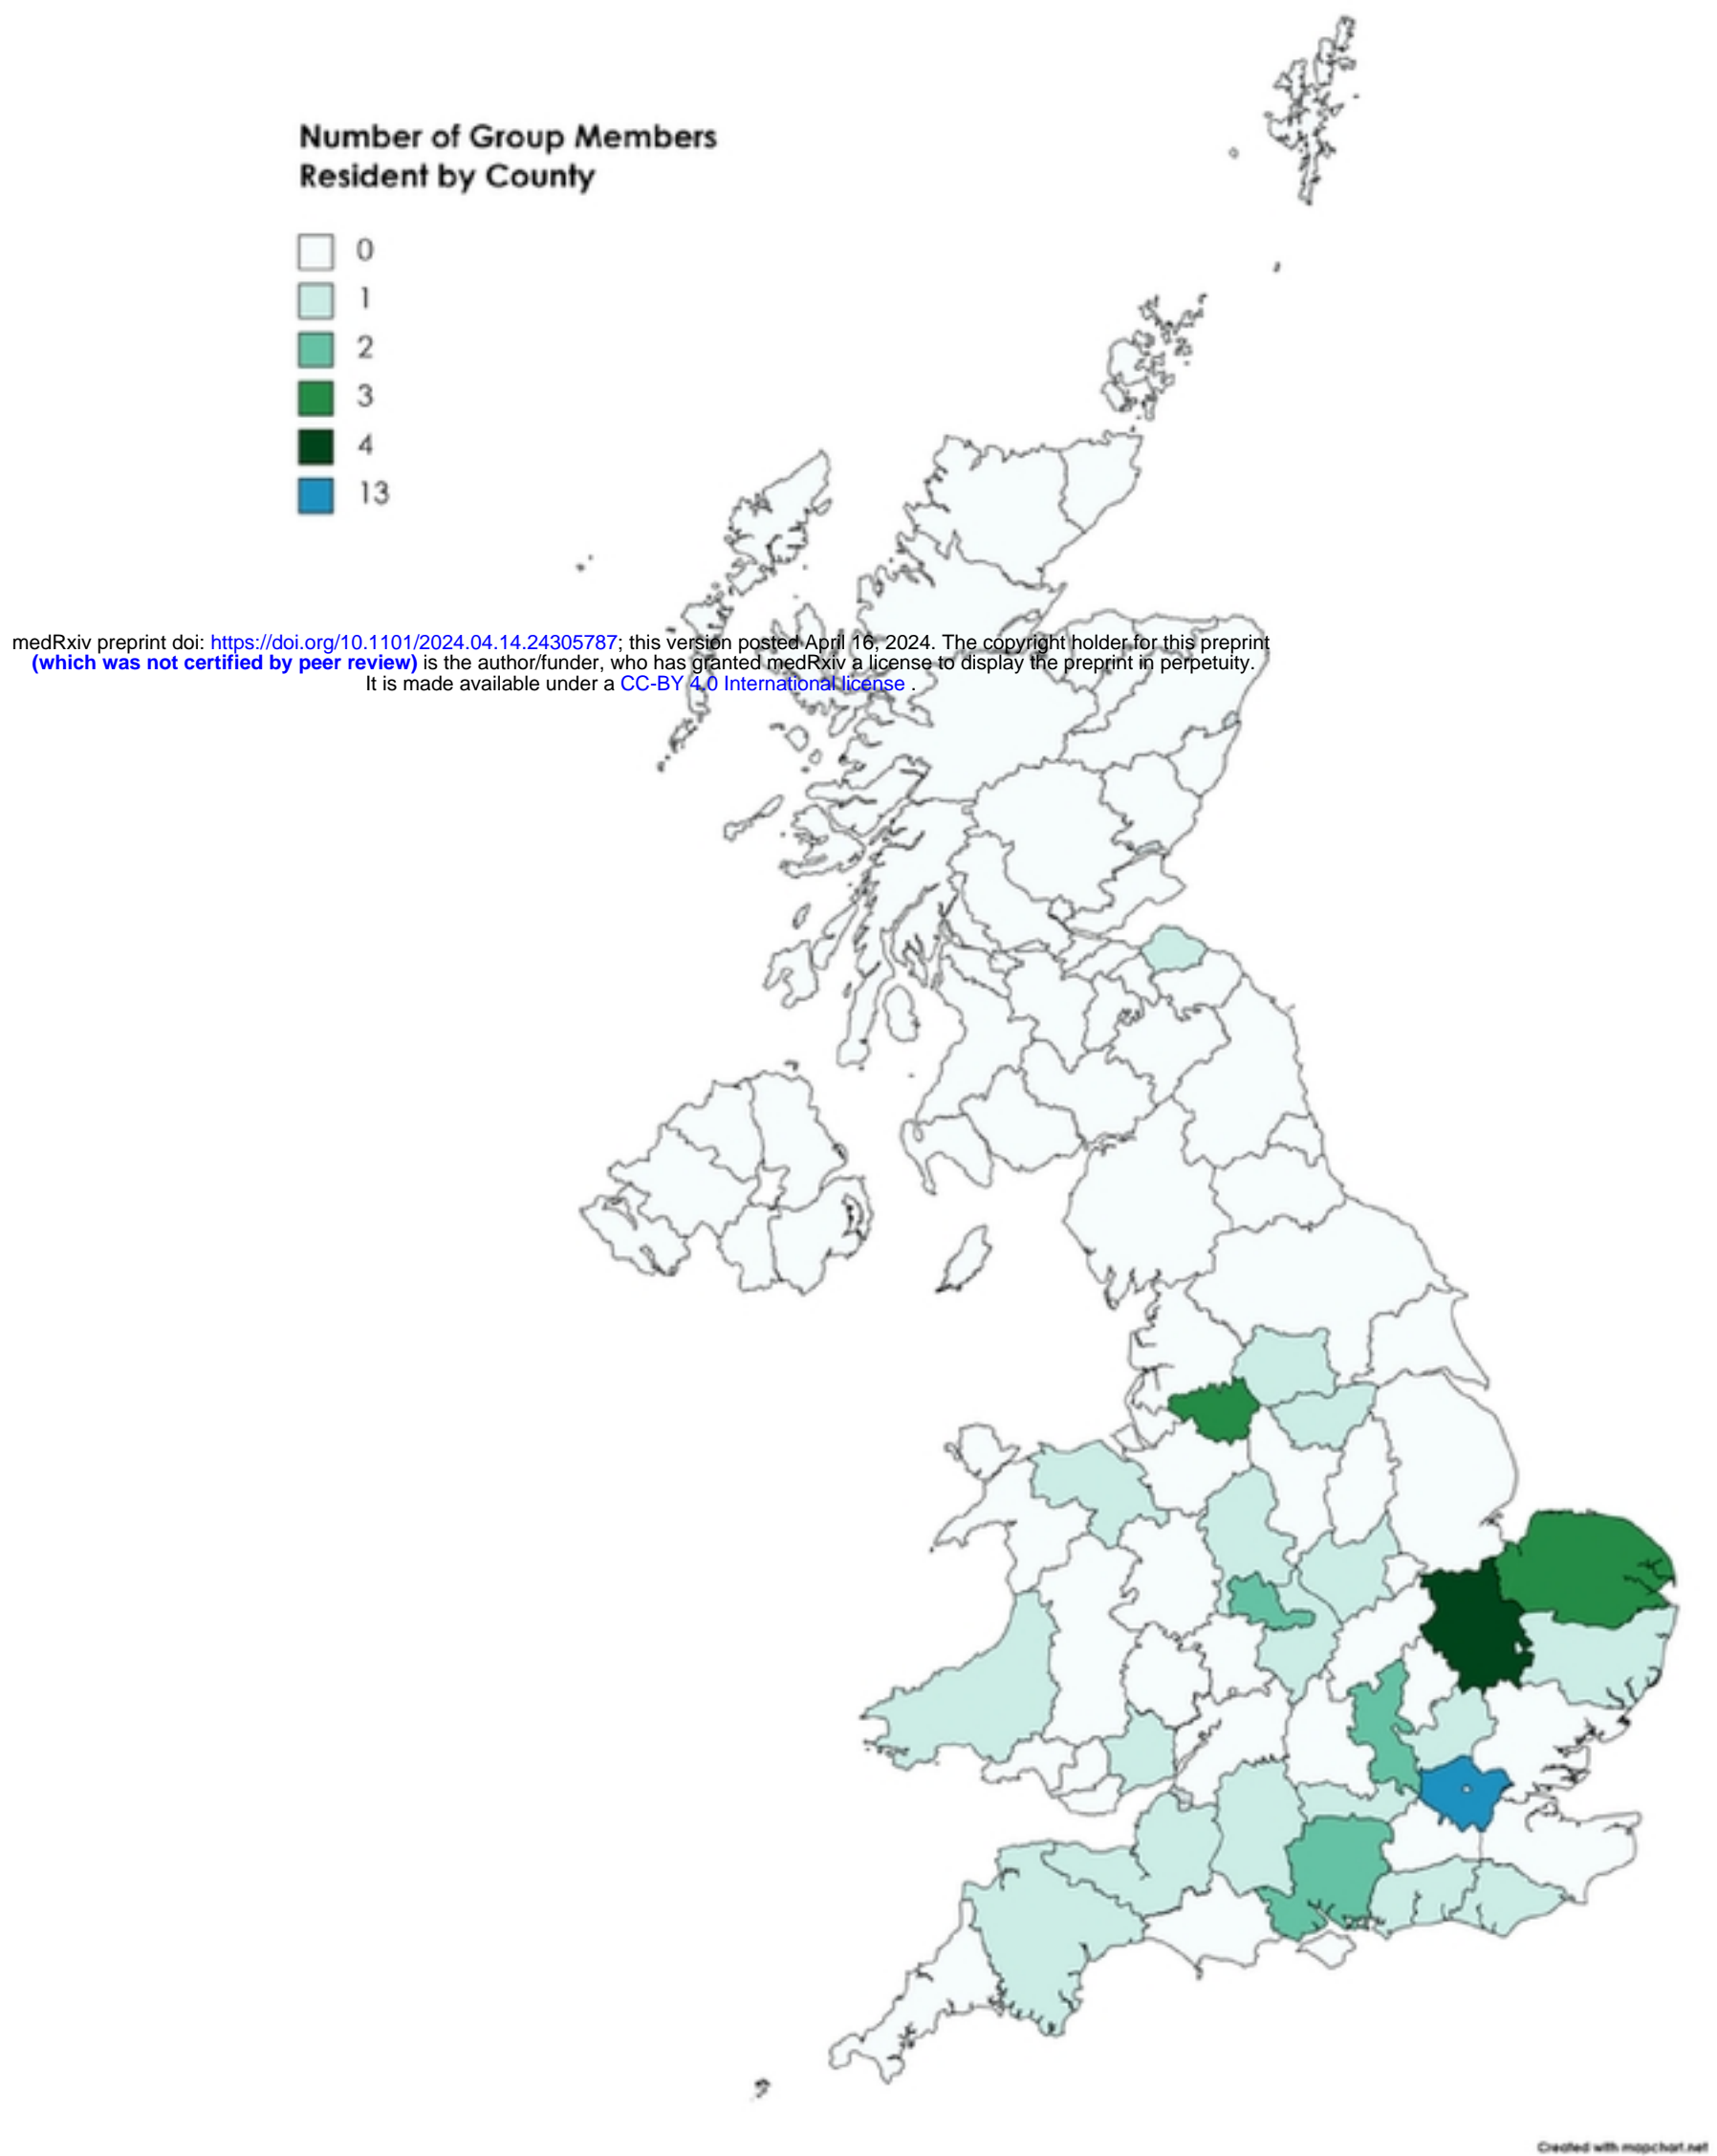 Number of Group Members
Resident by County
0
1
2
3
4
13
medRxiv preprint doi: https://doi.org/10.1101/2024.04.14.24305787; this version posted April 16, 2024. The copyright holder for this preprint
(which was not certified by peer review) is the author/funder, who has granted medRxiv a license to display the preprint in perpetuity.
It is made available under a CC-BY 4.0 International license .
Created with mapchart.net